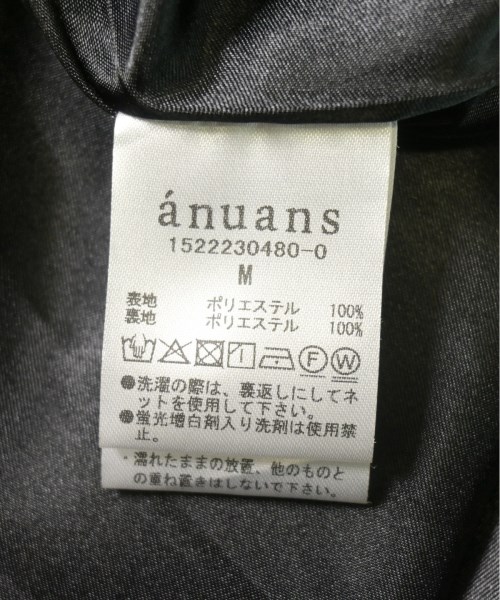 ánuans
1522230480-0
M
表地 ポリエステル 100%
裏地 ポリエステル 100%
F W
●洗濯の際は、裏返しにしてネ
ットを使用して下さい。
●蛍光増白剤入り洗剤は使用禁
止。
・濡れたままの放置、他のものと
の重ね置きはしないで下さい。